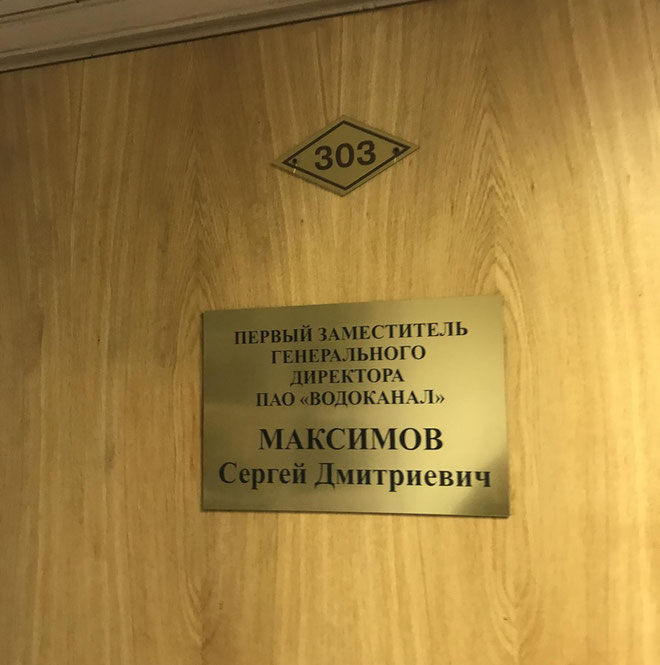 303
ПЕРВЫЙ ЗАМЕСТИТЕЛЬ
ГЕНЕРАЛЬНОГО
ДИРЕКТОРА
ПАО «ВОДОКАНАЛ»
МАКСИМОВ
Сергей Дмитриевич